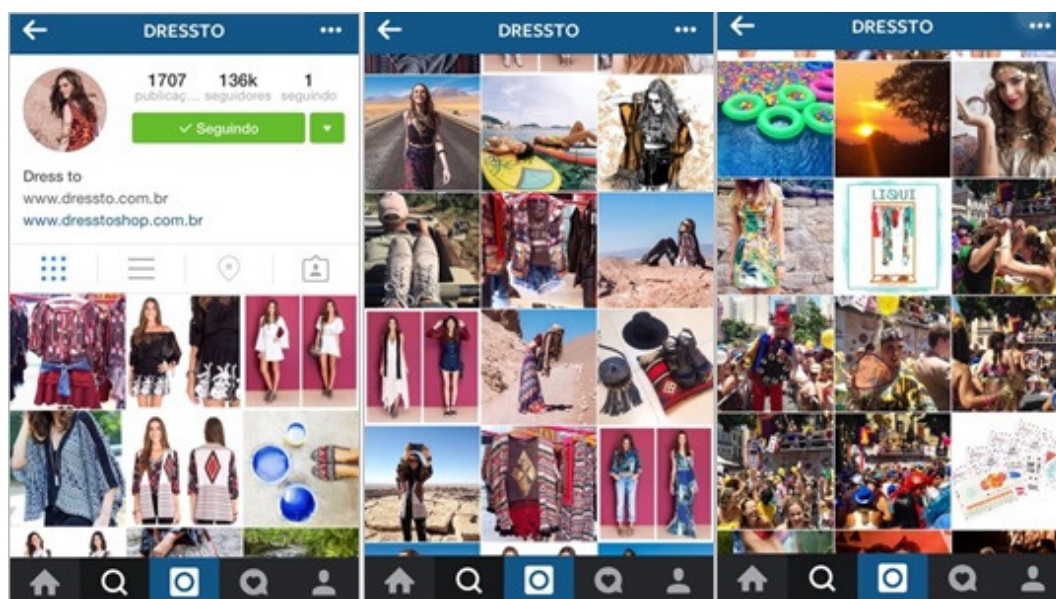 DRESSTO
1707 136k 1
publicaç... seguidores seguindo
Seguindo
Dress to
www.dressto.com.br
www.dresstoshop.com.br
DRESSTO
DRESSTO
LISQUI